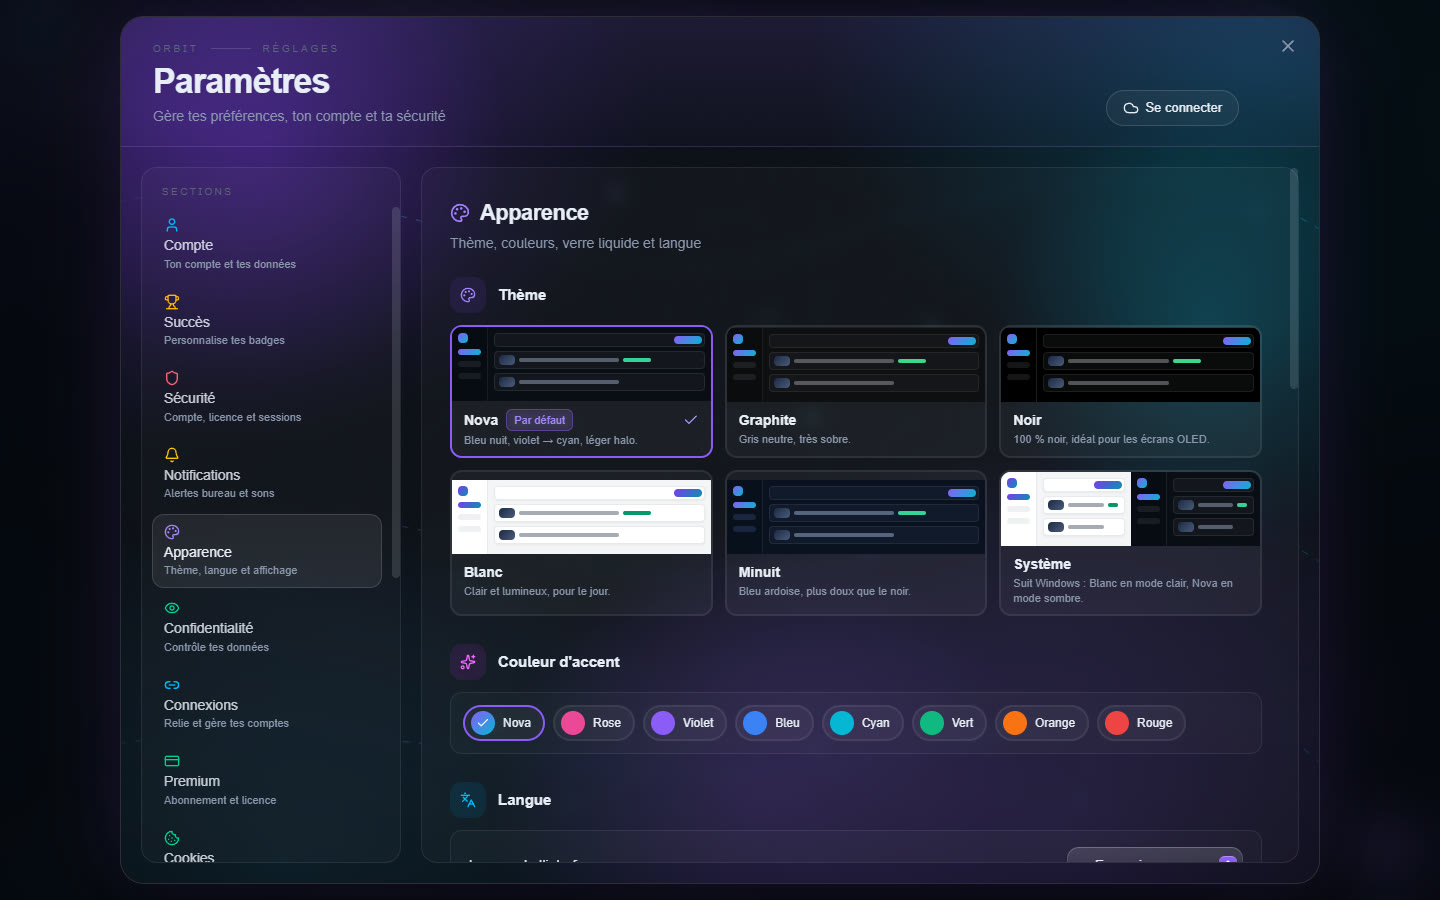 ORBIT RÉGLAGES
Paramètres
Gère tes préférences, ton compte et ta sécurité
Se connecter
SECTIONS
Compte
Ton compte et tes données
Succès
Personnalise tes badges
Sécurité
Compte, licence et sessions
Notifications
Alertes bureau et sons
Apparence
Thème, langue et affichage
Confidentialité
Contrôle tes données
Connexions
Relie et gère tes comptes
Premium
Abonnement et licence
Cookies
Apparence
Thème, couleurs, verre liquide et langue
Thème
Nova Par défaut
Bleu nuit, violet → cyan, léger halo.
Graphite
Gris neutre, très sobre.
Noir
100 % noir, idéal pour les écrans OLED.
Blanc
Clair et lumineux, pour le jour.
Minuit
Bleu ardoise, plus doux que le noir.
Système
Suit Windows : Blanc en mode clair, Nova en
mode sombre.
Couleur d'accent
Nova Rose Violet Bleu Cyan Vert Orange Rouge
Langue